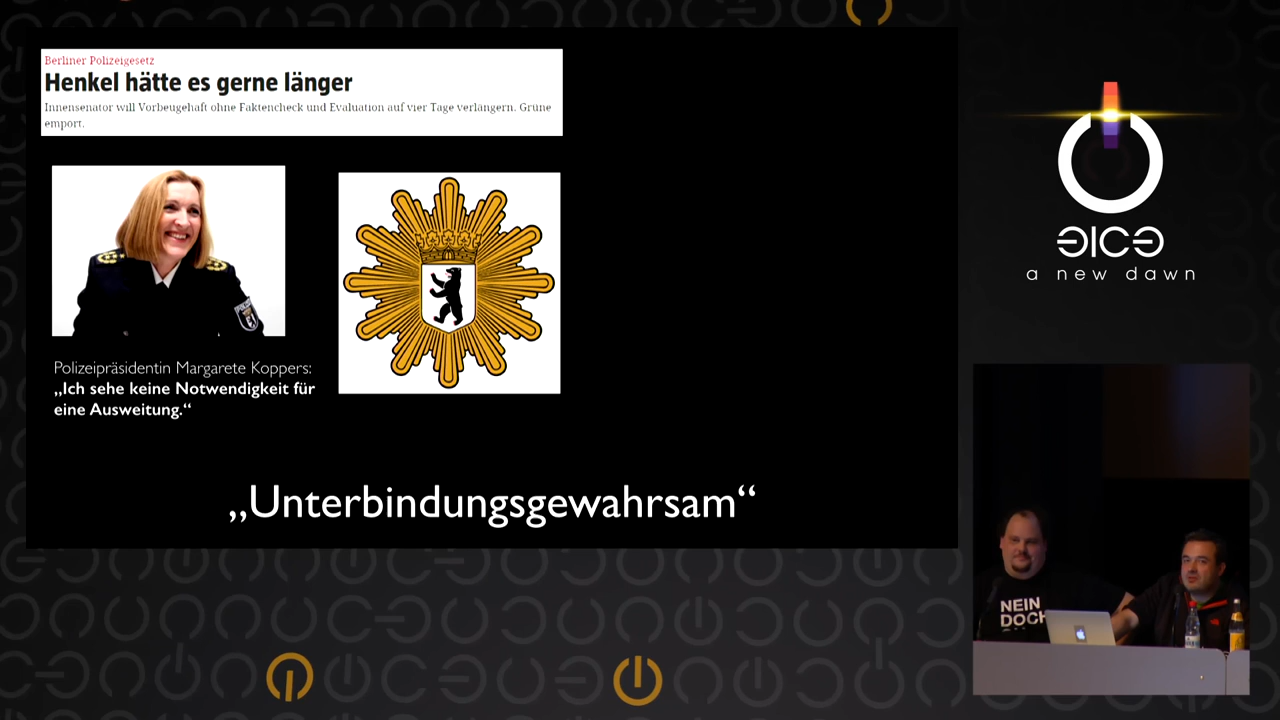 Berliner Polizeigesetz
Henkel hätte es gerne länger
Innensenator will Vorbeugehaft ohne Faktencheck und Evaluation auf vier Tage verlängern. Grüne
empört.
Polizeipräsidentin Margarete Koppers:
„Ich sehe keine Notwendigkeit für
eine Ausweitung.“
„Unterbindungsgewahrsam“
a new dawn
NEIN
DOCH